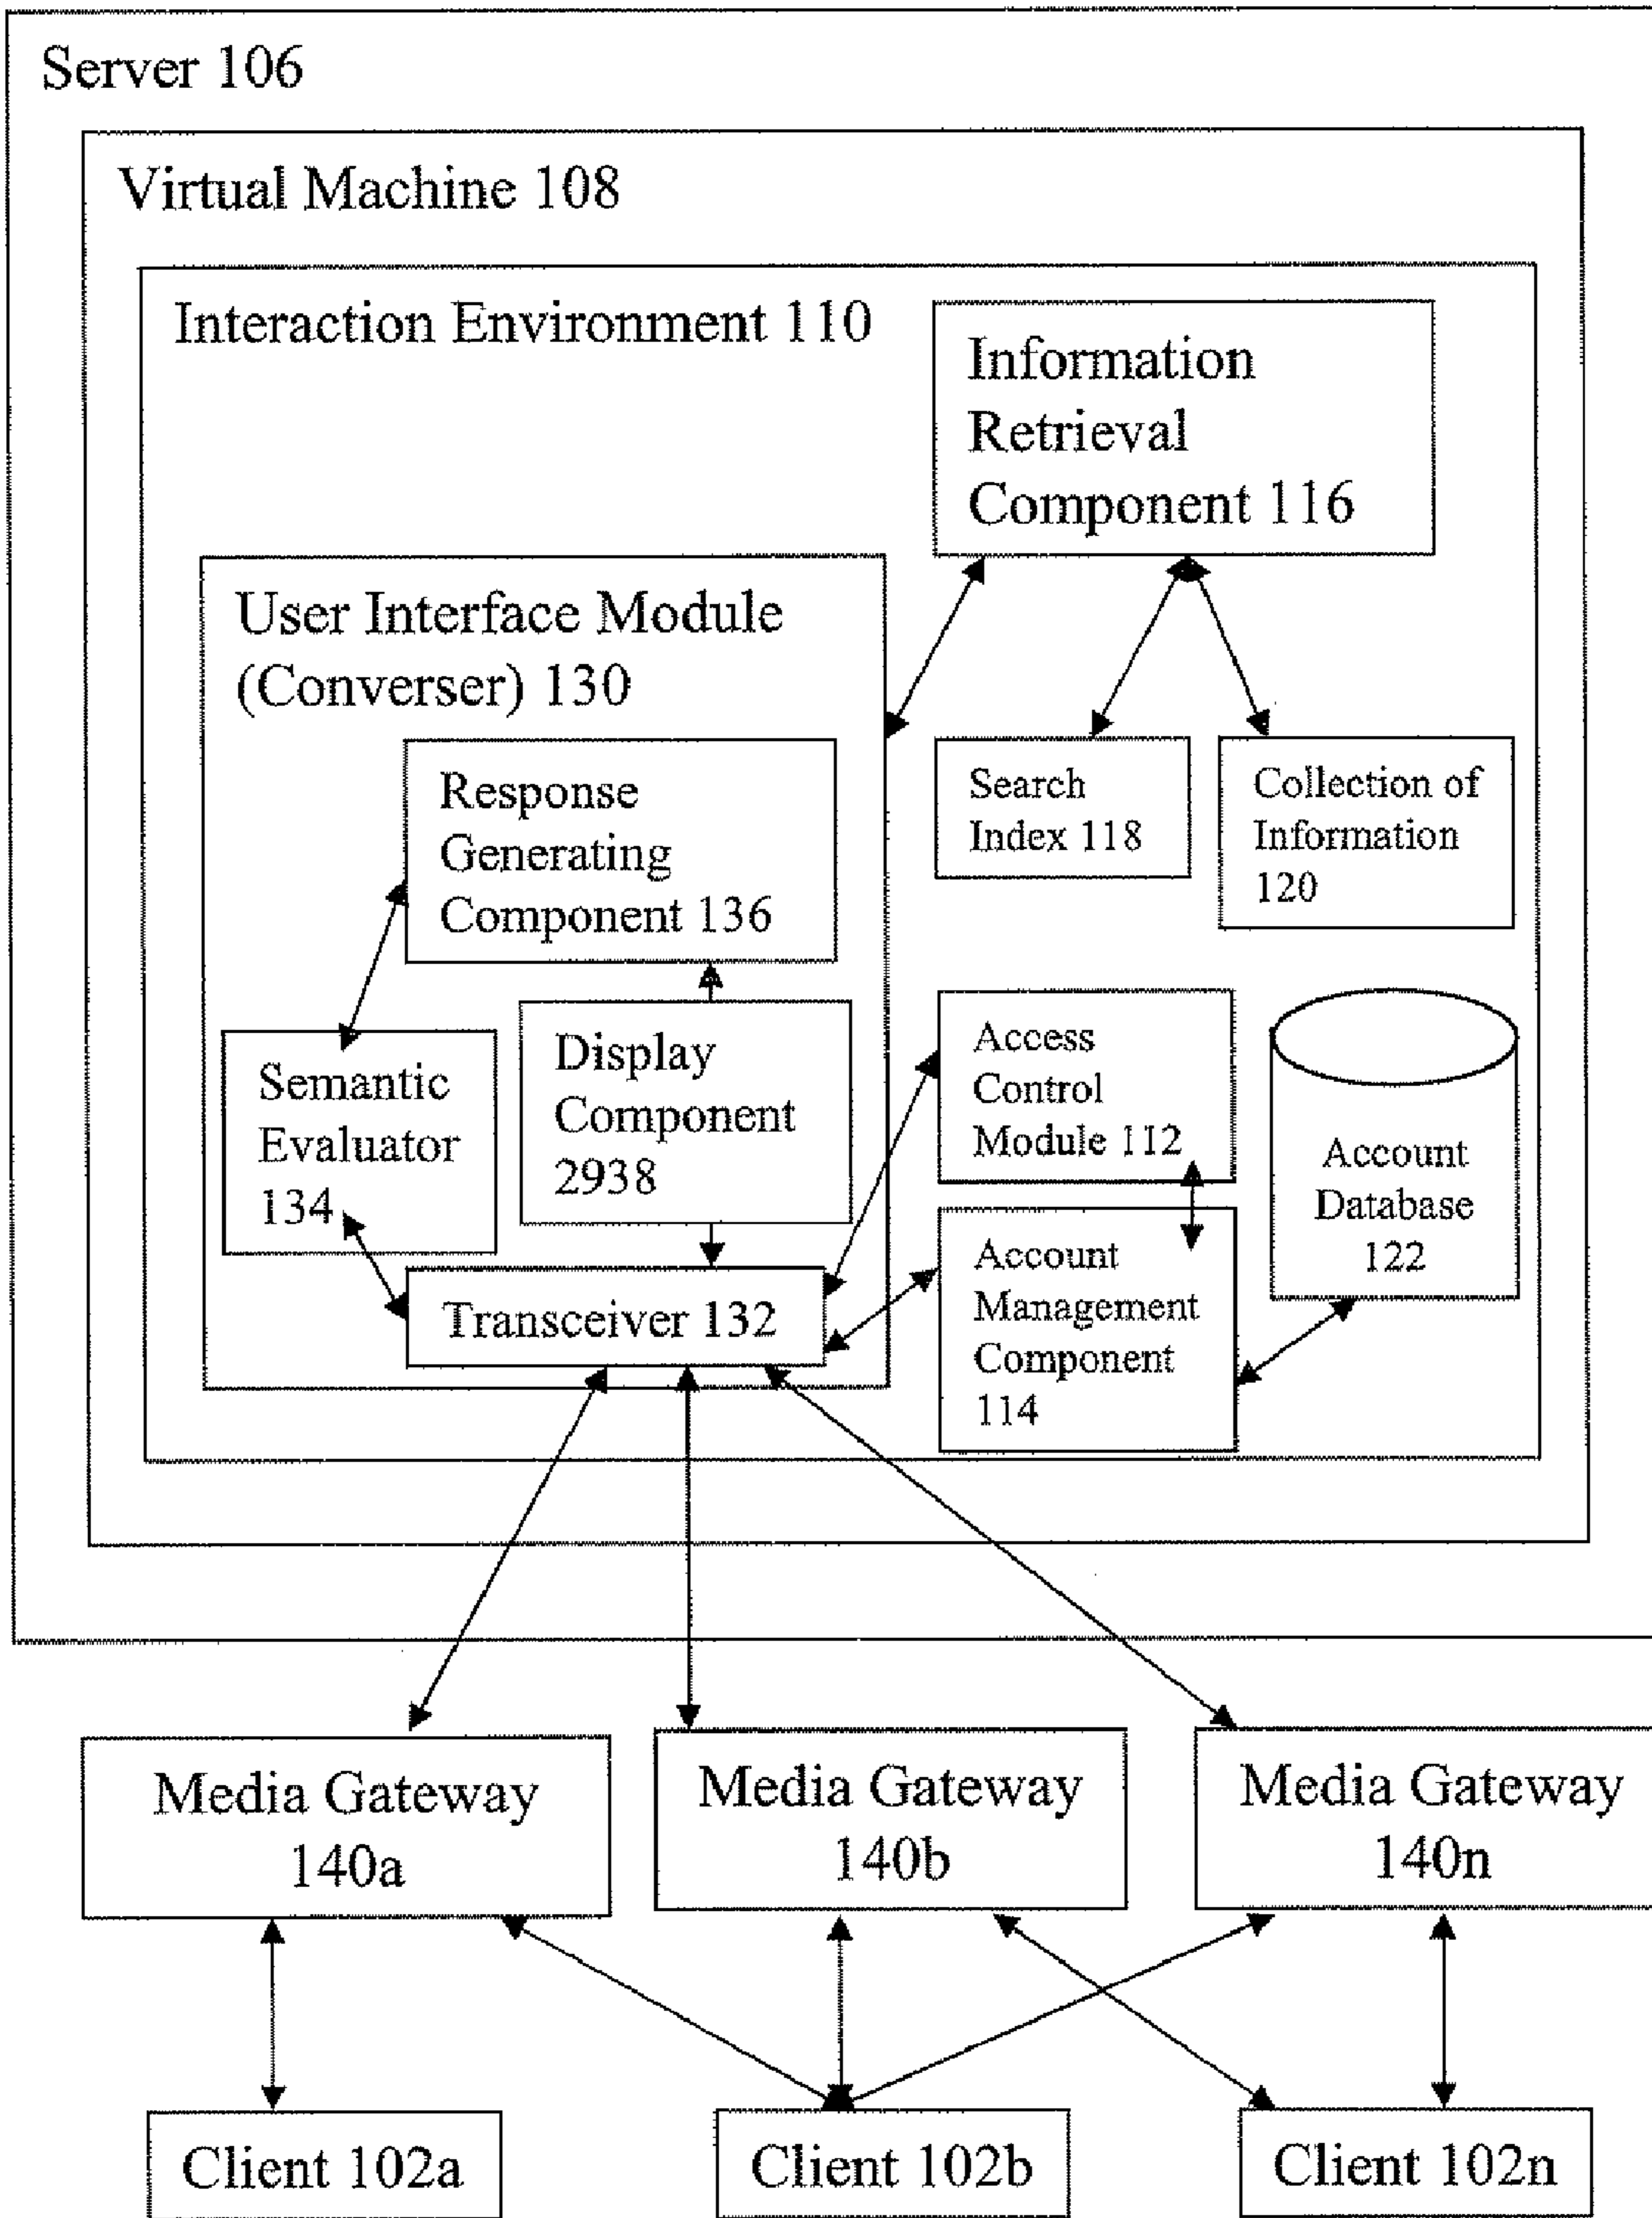 Server 106
Virtual Machine 108
Interaction Environment 110
Information
Retrieval
Component 116
User Interface Module
(Converser) 130
Response
Generating
Component 136
Search
Index 118
Collection of
Information
120
Semantic
Evaluator
134
Display
Component
2938
Access
Control
Module 112
Account
Database
122
Transceiver 132
Account
Management
Component
114
Media Gateway
140a
Media Gateway
140b
Media Gateway
140n
Client 102a
Client 102b
Client 102n